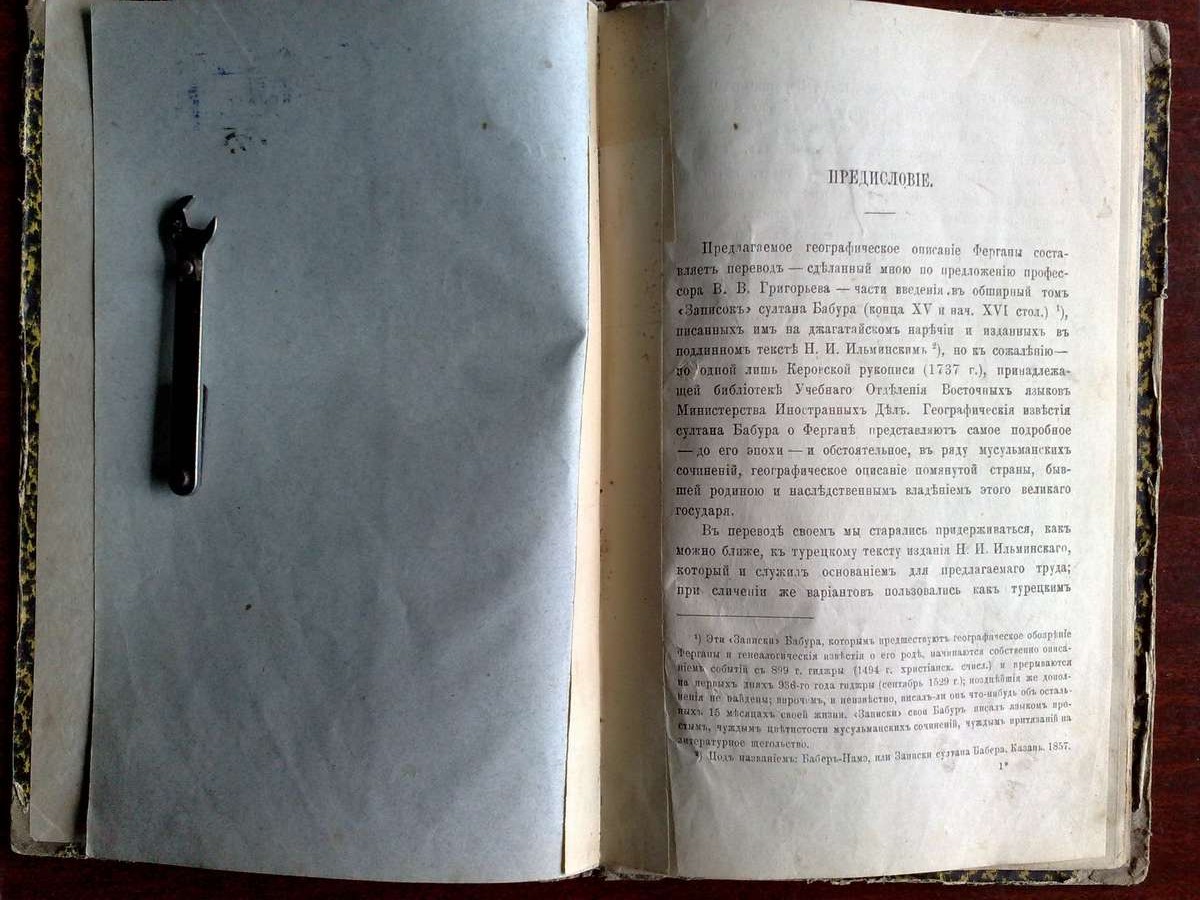 ПРЕДИСЛОВІЕ.
Предлагаемое географическое описаніе Ферганы соста-
вляетъ переводъ — сдѣланный мною по предложенію профес-
сора В. В. Григорьева — части введенія въ обширный томъ
«Записокъ» султана Бабура (конца XV и нач. XVI стол.) ¹),
писанныхъ имъ на джагатайскомъ нарѣчіи и изданныхъ въ
подлинномъ текстѣ Н. И. Ильминскимъ ²), но къ сожалѣнію —
по одной лишь Керовской рукописи (1737 г.), принадлежа-
щей библіотекѣ Учебнаго Отдѣленія Восточныхъ языковъ
Министерства Иностранныхъ Дѣлъ. Географическія извѣстія
султана Бабура о Ферганѣ представляютъ самое подробное
— до его эпохи — и обстоятельное, въ ряду мусульманскихъ
сочиненій, географическое описаніе помянутой страны, быв-
шей родиною и наслѣдственнымъ владѣніемъ этого великаго
государя.
Въ переводѣ своемъ мы старались придерживаться, какъ
можно ближе, къ турецкому тексту изданія Н. И. Ильминскаго,
который и служилъ основаніемъ для предлагаемаго труда;
при сличеніи же варіантовъ пользовались какъ турецкимъ
¹) Эти «Записки» Бабура, которымъ предшествуютъ географическое обозрѣніе
Ферганы и генеалогическія извѣстія о его родѣ, начинаются собственно описа-
ніемъ событій съ 899 г. гиджры (1494 г. христіанск. счисл.) и прерываются
на первыхъ дняхъ 936-го года гиджры (сентябрь 1529 г.); позднѣйшія же допол-
ненія не найдены; впрочемъ, и неизвѣстно, писалъ-ли онъ что-нибудь объ осталь-
ныхъ 15 мѣсяцахъ своей жизни. «Записки» свои Бабуръ писалъ языкомъ про-
стымъ, чуждымъ цвѣтистости мусульманскихъ сочиненій, чуждымъ притязаній на
литературное щегольство.
²) Подъ названіемъ: Баберъ-Намэ, или Записки султана Бабера, Казань. 1857.
1*